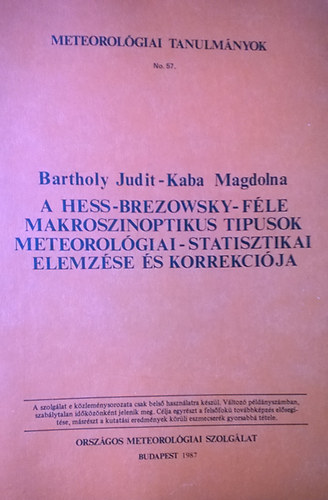 METEOROLÓGIAI TANULMÁNYOK
No. 57.
Bartholy Judit-Kaba Magdolna
A HESS-BREZOWSKY-FÉLE
MAKROSZINOPTIKUS TIPUSOK
METEOROLÓGIAI-STATISZTIKAI
ELEMZÉSE ÉS KORREKCIÓJA
A szolgálat e közleménysorozata csak belső használatra készül. Változó példányszámban,
szabálytalan időközönként jelenik meg. Célja egyrészt a felsőfokú továbbképzés elősegí-
tése, másrészt a kutatási eredmények körüli eszmecserék gyorsabbá tétele.
ORSZÁGOS METEOROLÓGIAI SZOLGÁLAT
BUDAPEST 1987